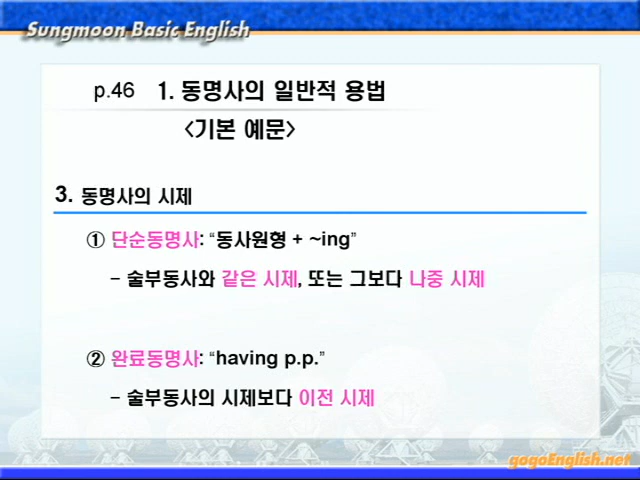 Sungmoon Basic English
p.46 1. 동명사의 일반적 용법
<기본 예문>
3. 동명사의 시제
① 단순동명사: “동사원형 + ~ing”
- 술부동사와 같은 시제, 또는 그보다 나중 시제
② 완료동명사: “having p.p.”
- 술부동사의 시제보다 이전 시제
gogoEnglish.net